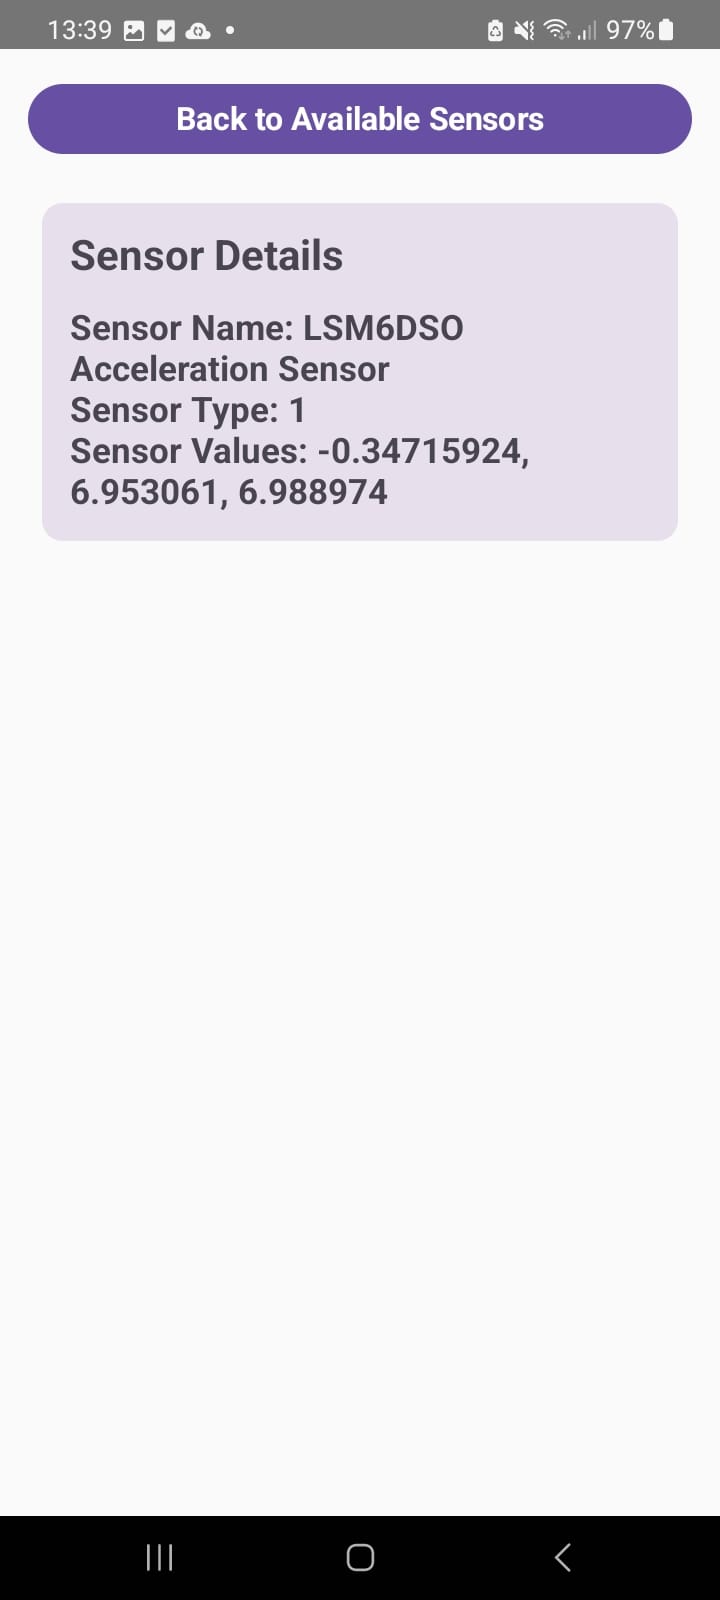 13:39
97%
Back to Available Sensors
Sensor Details
Sensor Name: LSM6DSO
Acceleration Sensor
Sensor Type: 1
Sensor Values: -0.34715924,
6.953061, 6.988974